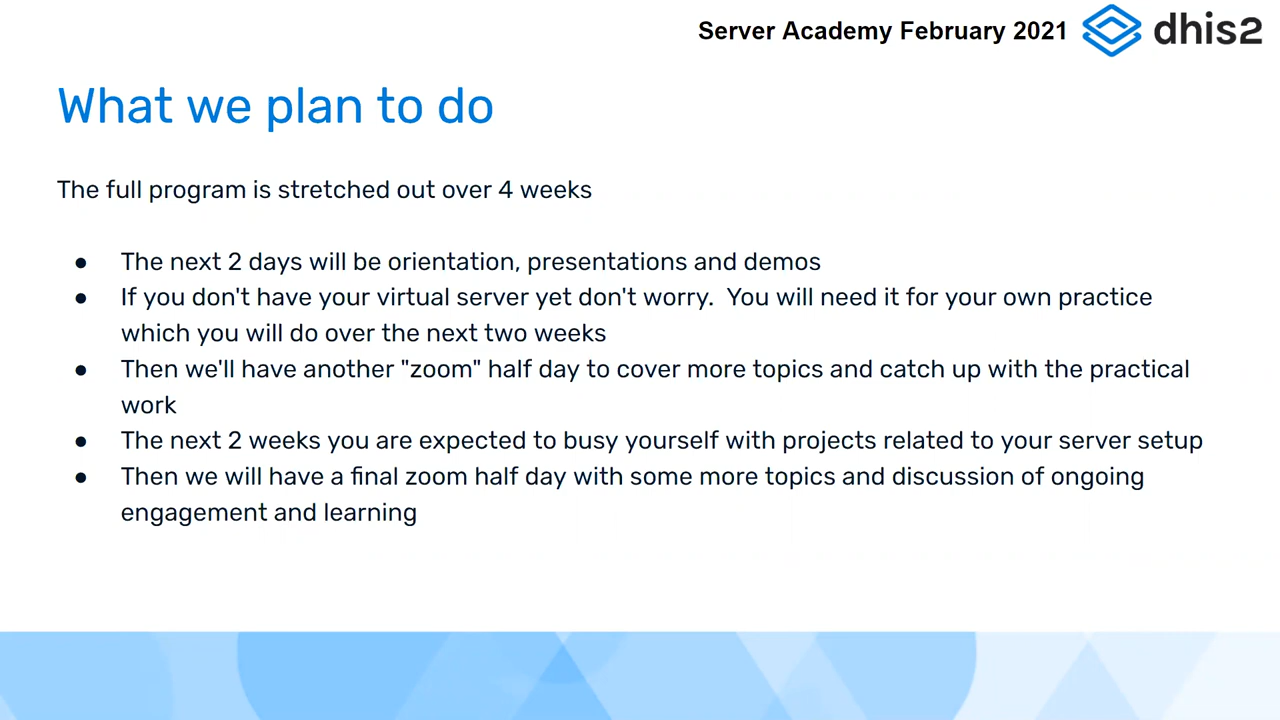 Server Academy February 2021 dhis2
What we plan to do
The full program is stretched out over 4 weeks
● The next 2 days will be orientation, presentations and demos
● If you don't have your virtual server yet don't worry.  You will need it for your own practice
which you will do over the next two weeks
● Then we'll have another "zoom" half day to cover more topics and catch up with the practical
work
● The next 2 weeks you are expected to busy yourself with projects related to your server setup
● Then we will have a final zoom half day with some more topics and discussion of ongoing
engagement and learning